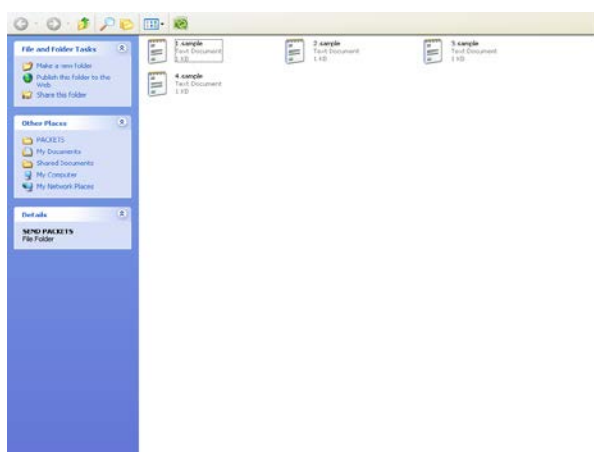 File and Folder Tasks
Make a new folder
Publish this folder to the
Web
Share this folder
Other Places
PACKETS
My Documents
Shared Documents
My Computer
My Network Places
Details
SEND PACKETS
File Folder
1.sample
Text Document
1 KB
2.sample
Text Document
1 KB
3.sample
Text Document
1 KB
4.sample
Text Document
1 KB